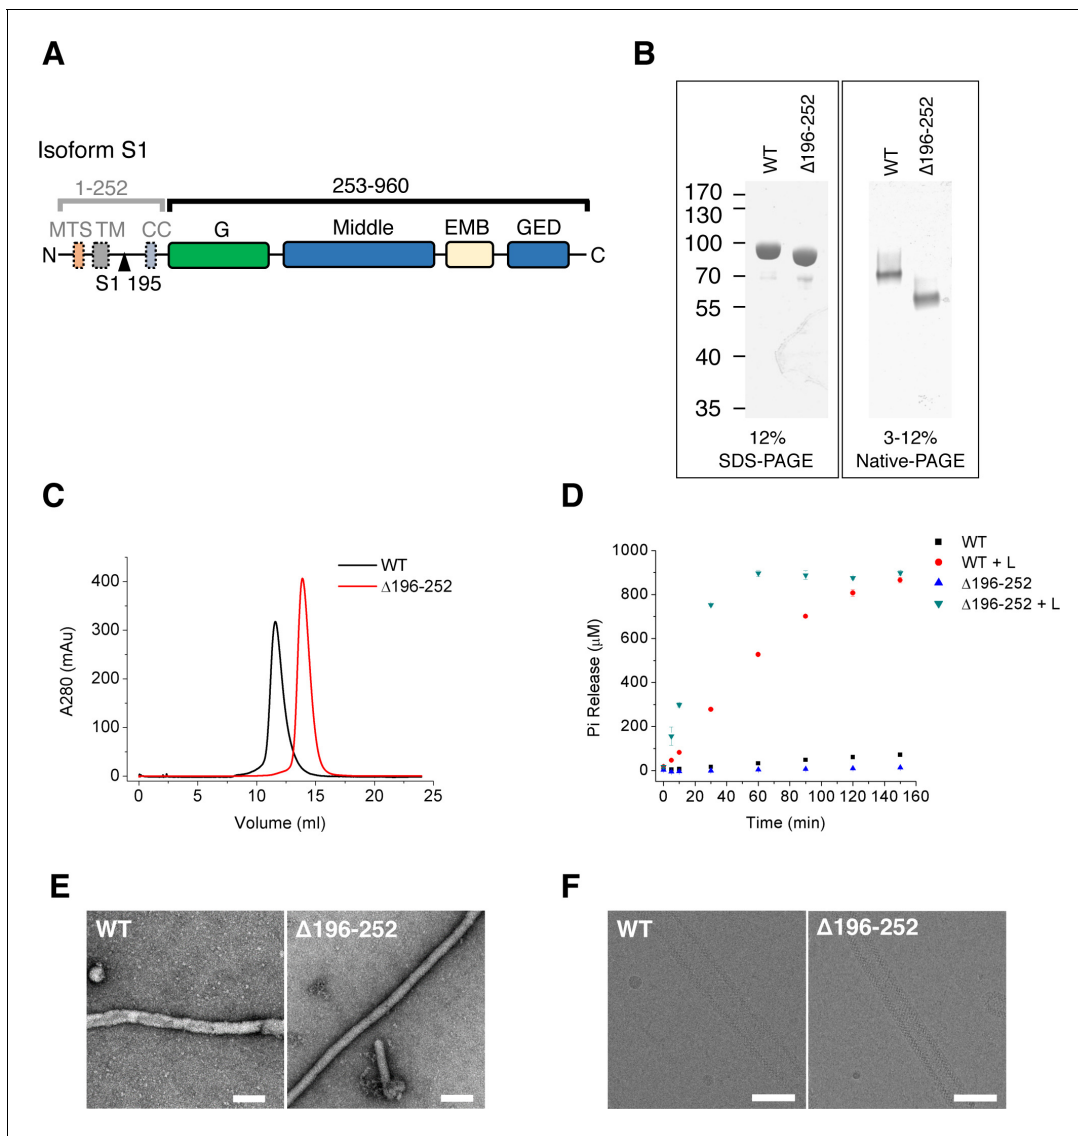 A
Isoform S1
1-252
253-960
MTS TM CC G Middle EMB GED
N C
S1 195
B
WT Δ196-252 WT Δ196-252
170
130
100
70
55
40
35
12%
SDS-PAGE
3-12%
Native-PAGE
C
WT
Δ196-252
A280 (mAu)
400
300
200
100
0
0 5 10 15 20 25
Volume (ml)
D
WT
WT + L
Δ196-252
Δ196-252 + L
Pi Release (μM)
1000
800
600
400
200
0
0 20 40 60 80 100 120 140 160
Time (min)
E
WT Δ196-252
F
WT Δ196-252